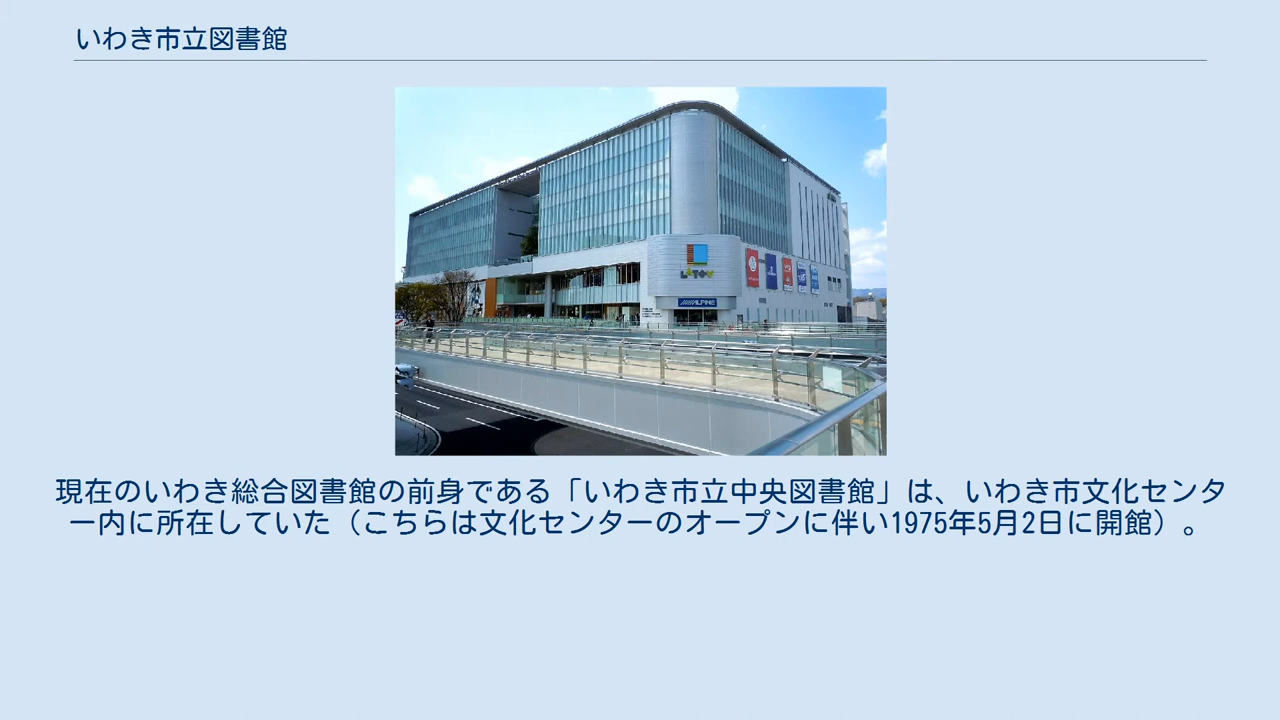 いわき市立図書館
LATOV
ALPINE
現在のいわき総合図書館の前身である「いわき市立中央図書館」は、いわき市文化センタ
ー内に所在していた（こちらは文化センターのオープンに伴い1975年5月2日に開館）。